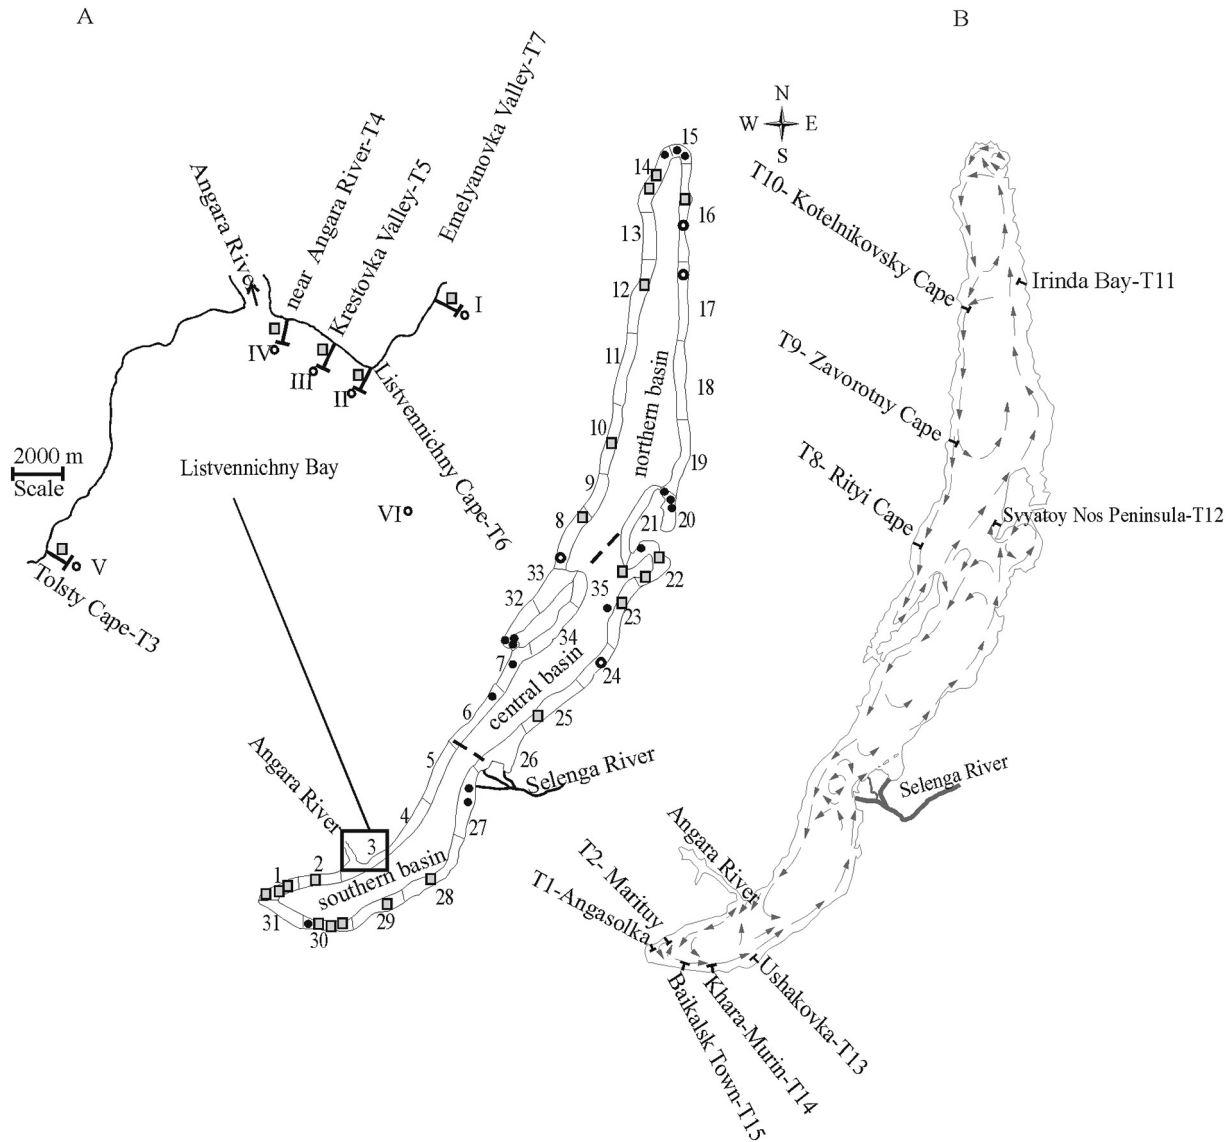 A
B
N
W E
S
Angara River
near Angara River-T4
Krestovka Valley-T5
Emelyanovka Valley-T7
I
IV
III
II
Listvennichny Cape-T6
2000 m
Scale
Listvennichny Bay
VI
V
Tolsty Cape-T3
15
14
16
13
12
17
11
18
northern basin
10
19
9
8
20
21
22
33
35
32
23
34
7
24
central basin
6
25
5
26
Selenga River
Angara River
4
27
3
2
southern basin
1
28
29
31
30
T10- Kotelnikovsky Cape
Irinda Bay-T11
T9- Zavorotny Cape
T8- Rityi Cape
Svyatoy Nos Peninsula-T12
Selenga River
Angara River
T2- Marituy
T1-Angasolka
Ushakovka-T13
Khara-Murin-T14
Baikalsk Town-T15